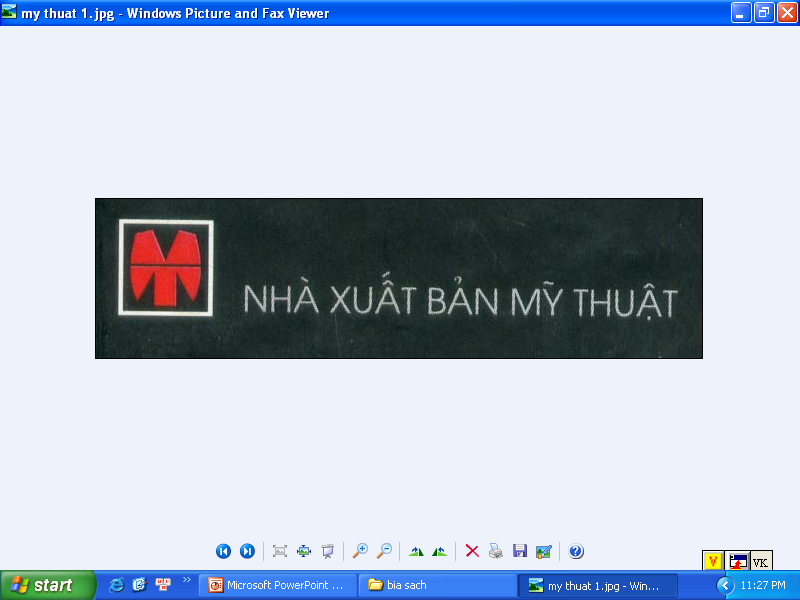 my thuat 1.jpg - Windows Picture and Fax Viewer
NHÀ XUẤT BẢN MỸ THUẬT
V
VK
start
Microsoft PowerPoint ...
bia sach
my thuat 1.jpg - Win...
11:27 PM